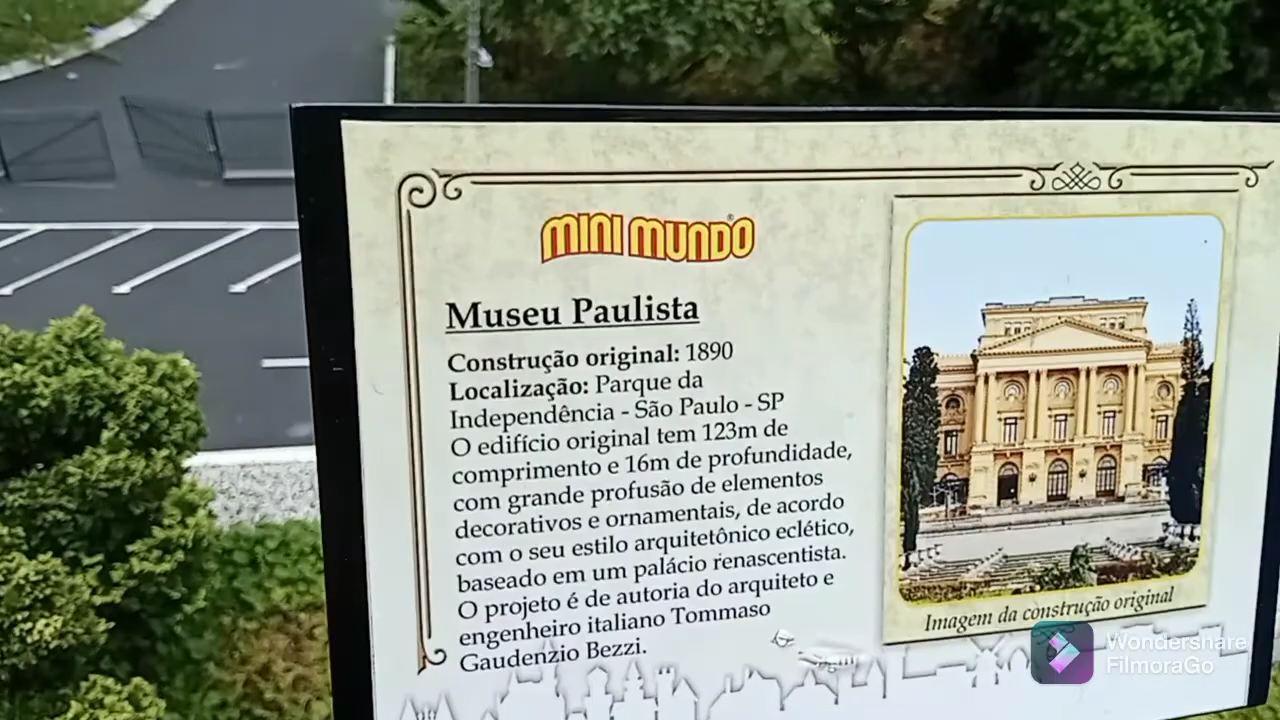 MINI MUNDO®
Museu Paulista
Construção original: 1890
Localização: Parque da
Independência - São Paulo - SP
O edifício original tem 123m de
comprimento e 16m de profundidade,
com grande profusão de elementos
decorativos e ornamentais, de acordo
com o seu estilo arquitetônico eclético,
baseado em um palácio renascentista.
O projeto é de autoria do arquiteto e
engenheiro italiano Tommaso
Gaudenzio Bezzi.
Imagem da construção original
Wondershare
FilmoraGo